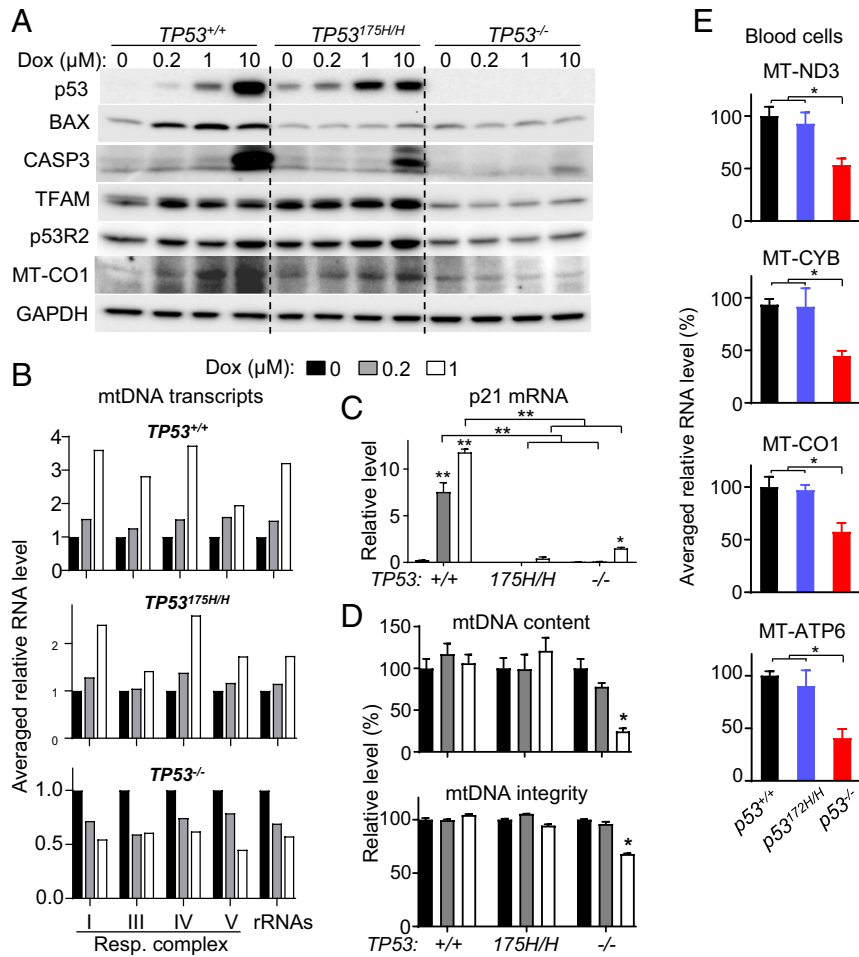 A
TP53+/+ TP53175H/H TP53-/-
Dox (µM): 0 0.2 1 10 0 0.2 1 10 0 0.2 1 10
p53
BAX
CASP3
TFAM
p53R2
MT-CO1
GAPDH
Dox (µM): 0 0.2 1
B
mtDNA transcripts
Averaged relative RNA level
TP53+/+
4
3
2
1
0
TP53175H/H
2
1
0
TP53-/-
1.0
0.5
0
I III IV V rRNAs
Resp. complex
C
p21 mRNA
Relative level
10
5
0
** ** ** ** *
TP53: +/+ 175H/H -/-
D
mtDNA content
Relative level (%)
150
100
50
0
*
mtDNA integrity
100
50
0
*
TP53: +/+ 175H/H -/-
E
Blood cells
Averaged relative RNA level (%)
MT-ND3
*
100
50
0
MT-CYB
*
100
50
0
MT-CO1
*
100
50
0
MT-ATP6
*
100
50
0
p53+/+ p53172H/H p53-/-